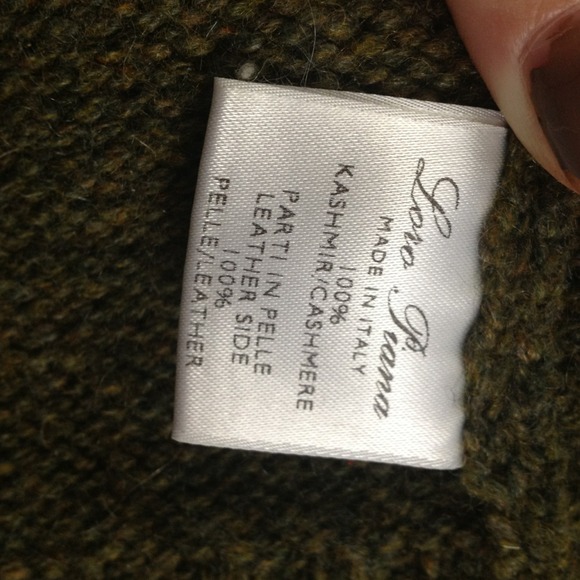 Loro Piana
MADE IN ITALY
100%
KASHMIR/CASHMERE
PARTI IN PELLE
LEATHER SIDE
100%
PELLE/LEATHER